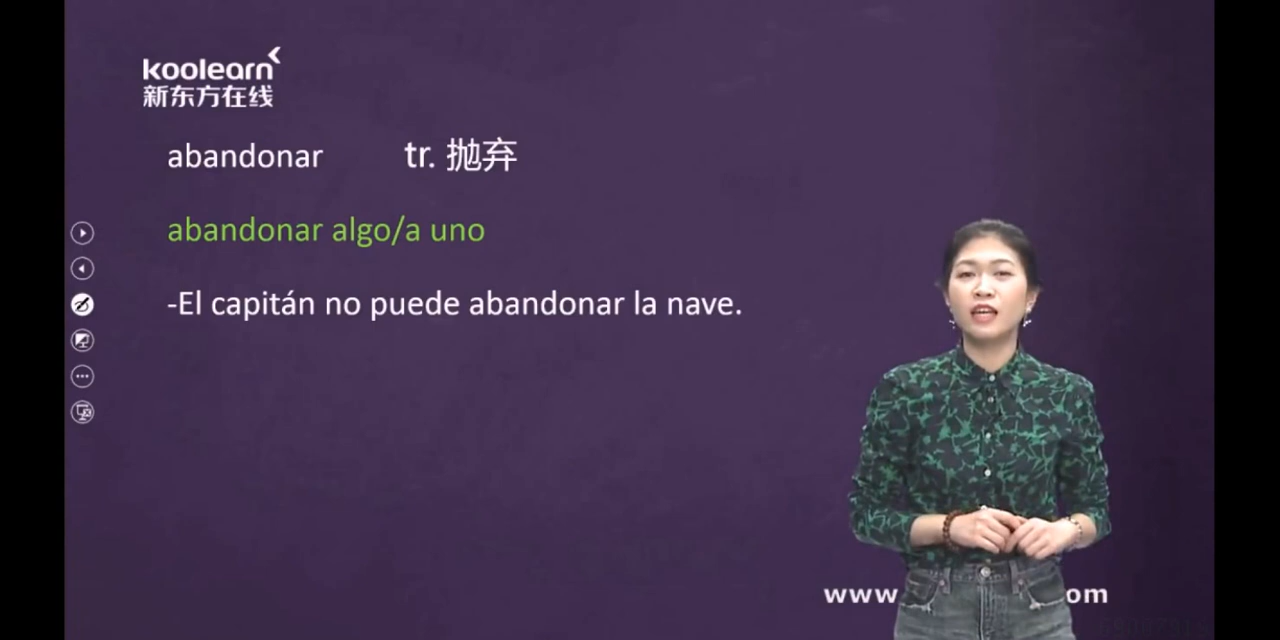 koolearn
新东方在线
abandonar tr. 抛弃
abandonar algo/a uno
-El capitán no puede abandonar la nave.
www om